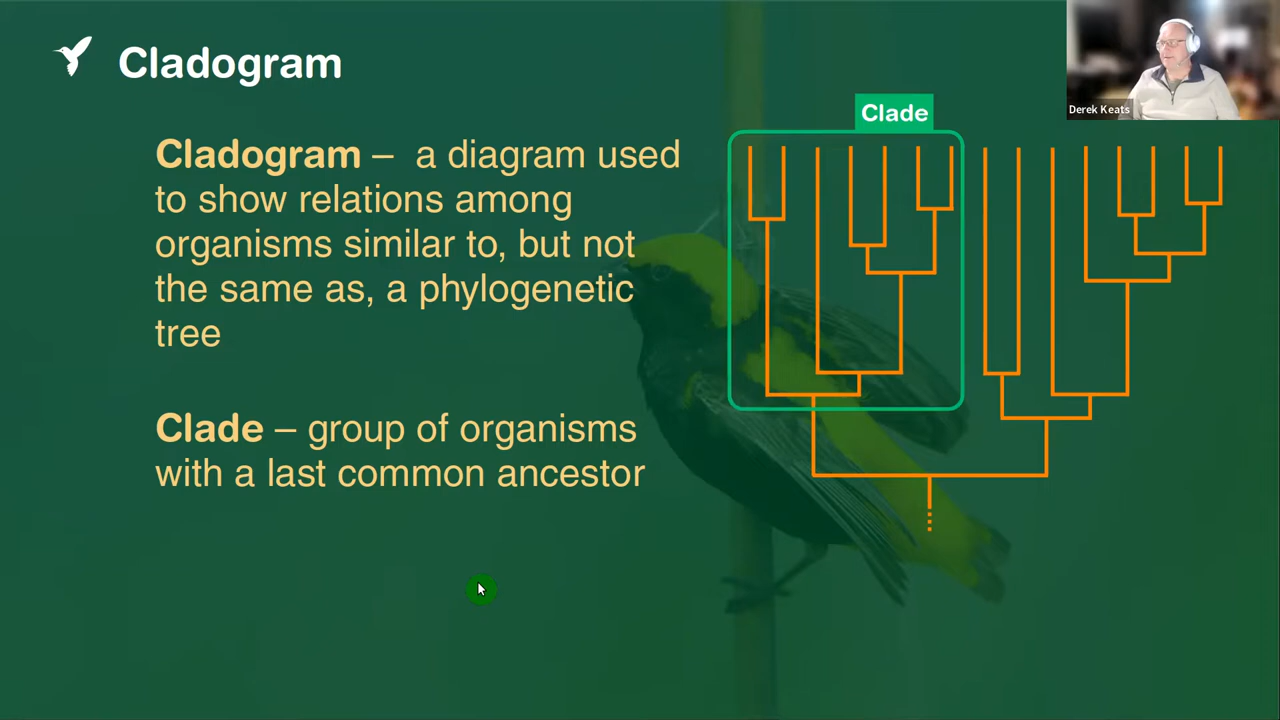 Cladogram
Cladogram – a diagram used
to show relations among
organisms similar to, but not
the same as, a phylogenetic
tree
Clade – group of organisms
with a last common ancestor
Clade
Derek Keats